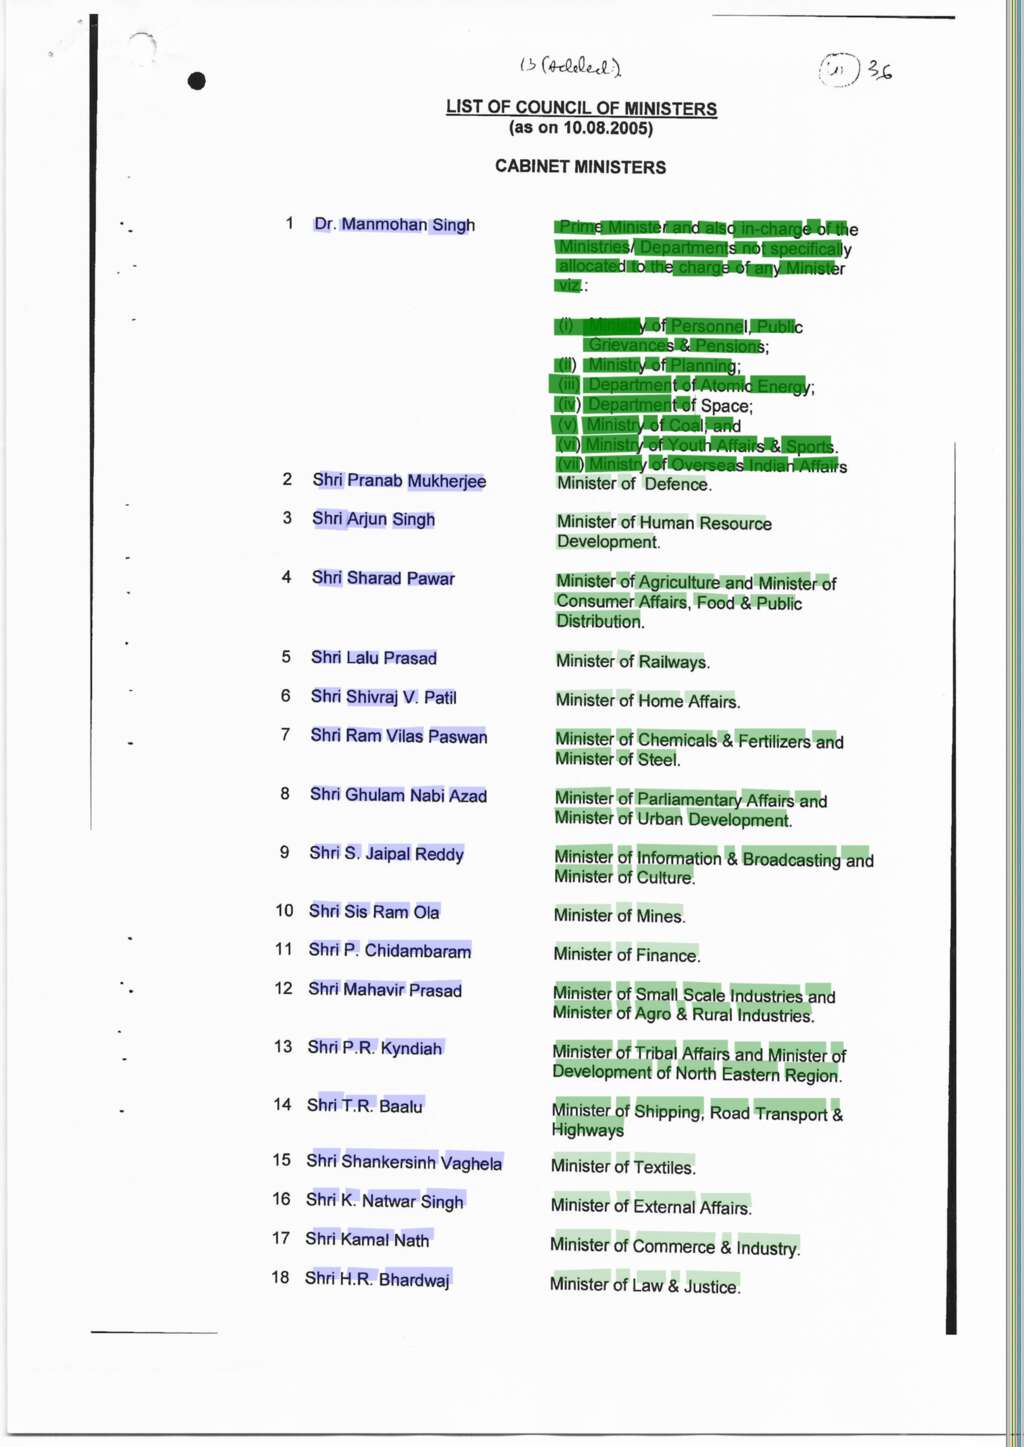 13 (Added)
36
LIST OF COUNCIL OF MINISTERS
(as on 10.08.2005)
CABINET MINISTERS
1 Dr. Manmohan Singh Prime Minister and also in-charge of the
Ministries/ Departments not specifically
allocated to the charge of any Minister
viz.:
(i) Ministry of Personnel, Public
Grievances & Pensions;
(ii) Ministry of Planning;
(iii) Department of Atomic Energy;
(iv) Department of Space;
(v) Ministry of Coal; and
(vi) Ministry of Youth Affairs & Sports.
(vii) Ministry of Overseas Indian Affairs
2 Shri Pranab Mukherjee Minister of Defence.
3 Shri Arjun Singh Minister of Human Resource
Development.
4 Shri Sharad Pawar Minister of Agriculture and Minister of
Consumer Affairs, Food & Public
Distribution.
5 Shri Lalu Prasad Minister of Railways.
6 Shri Shivraj V. Patil Minister of Home Affairs.
7 Shri Ram Vilas Paswan Minister of Chemicals & Fertilizers and
Minister of Steel.
8 Shri Ghulam Nabi Azad Minister of Parliamentary Affairs and
Minister of Urban Development.
9 Shri S. Jaipal Reddy Minister of Information & Broadcasting and
Minister of Culture.
10 Shri Sis Ram Ola Minister of Mines.
11 Shri P. Chidambaram Minister of Finance.
12 Shri Mahavir Prasad Minister of Small Scale Industries and
Minister of Agro & Rural Industries.
13 Shri P.R. Kyndiah Minister of Tribal Affairs and Minister of
Development of North Eastern Region.
14 Shri T.R. Baalu Minister of Shipping, Road Transport &
Highways
15 Shri Shankersinh Vaghela Minister of Textiles.
16 Shri K. Natwar Singh Minister of External Affairs.
17 Shri Kamal Nath Minister of Commerce & Industry.
18 Shri H.R. Bhardwaj Minister of Law & Justice.